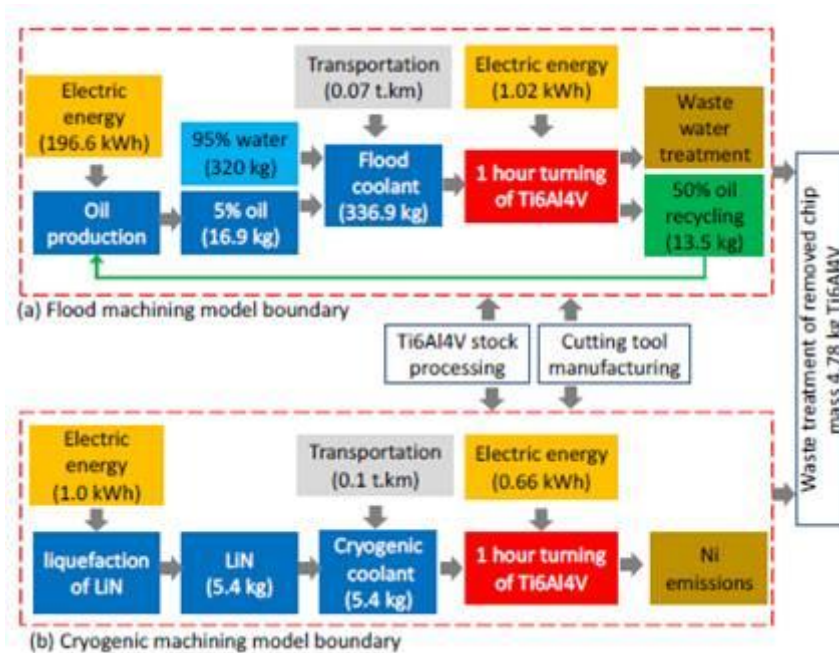 Transportation
(0.07 t.km)
Electric energy
(1.02 kWh)
Electric
energy
(196.6 kWh)
95% water
(320 kg)
Waste
water
treatment
Oil
production
5% oil
(16.9 kg)
Flood
coolant
(336.9 kg)
1 hour turning
of Ti6Al4V
50% oil
recycling
(13.5 kg)
(a) Flood machining model boundary
Ti6Al4V stock
processing
Cutting tool
manufacturing
Waste treatment of removed chip
mass 4.78 kg Ti6Al4V
Electric
energy
(1.0 kWh)
Transportation
(0.1 t.km)
Electric energy
(0.66 kWh)
liquefaction
of LiN
LiN
(5.4 kg)
Cryogenic
coolant
(5.4 kg)
1 hour turning
of Ti6Al4V
Ni
emissions
(b) Cryogenic machining model boundary